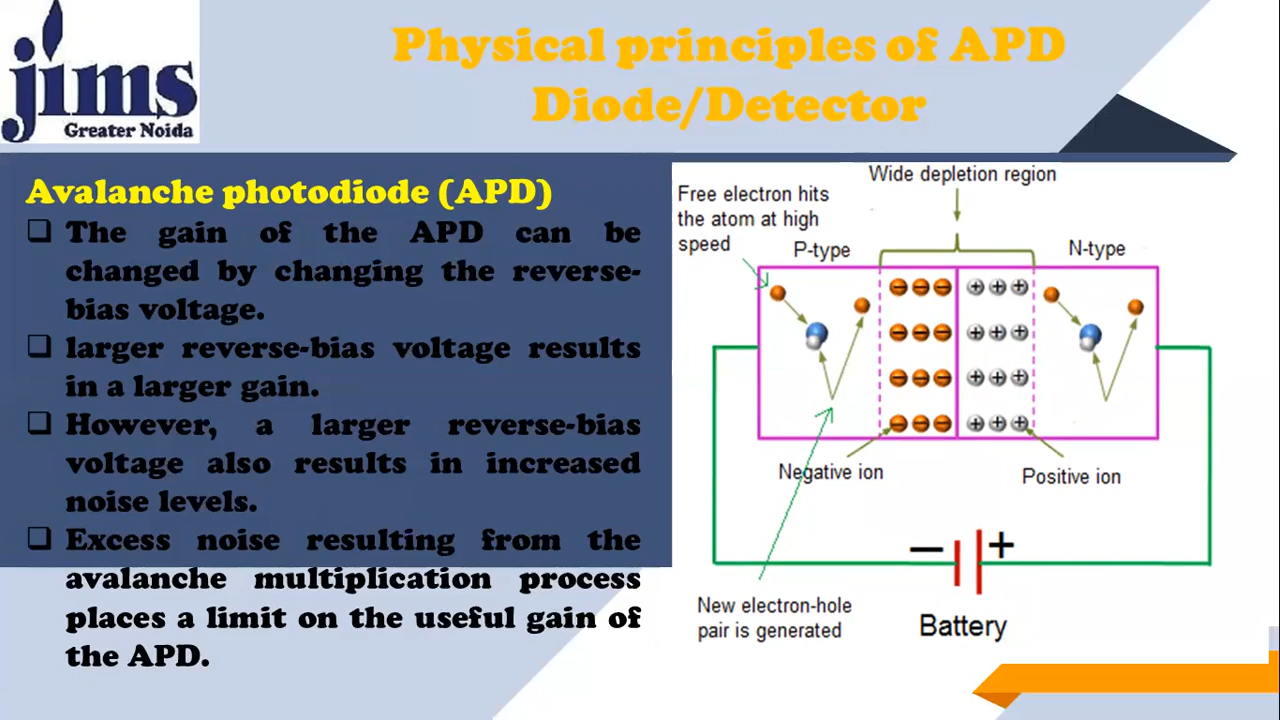 jims
Greater Noida
Physical principles of APD
Diode/Detector
Avalanche photodiode (APD)
❑ The gain of the APD can be
changed by changing the reverse-
bias voltage.
❑ larger reverse-bias voltage results
in a larger gain.
❑ However, a larger reverse-bias
voltage also results in increased
noise levels.
❑ Excess noise resulting from the
avalanche multiplication process
places a limit on the useful gain of
the APD.
Wide depletion region
Free electron hits
the atom at high
speed
P-type
N-type
Negative ion
Positive ion
− +
New electron-hole
pair is generated
Battery